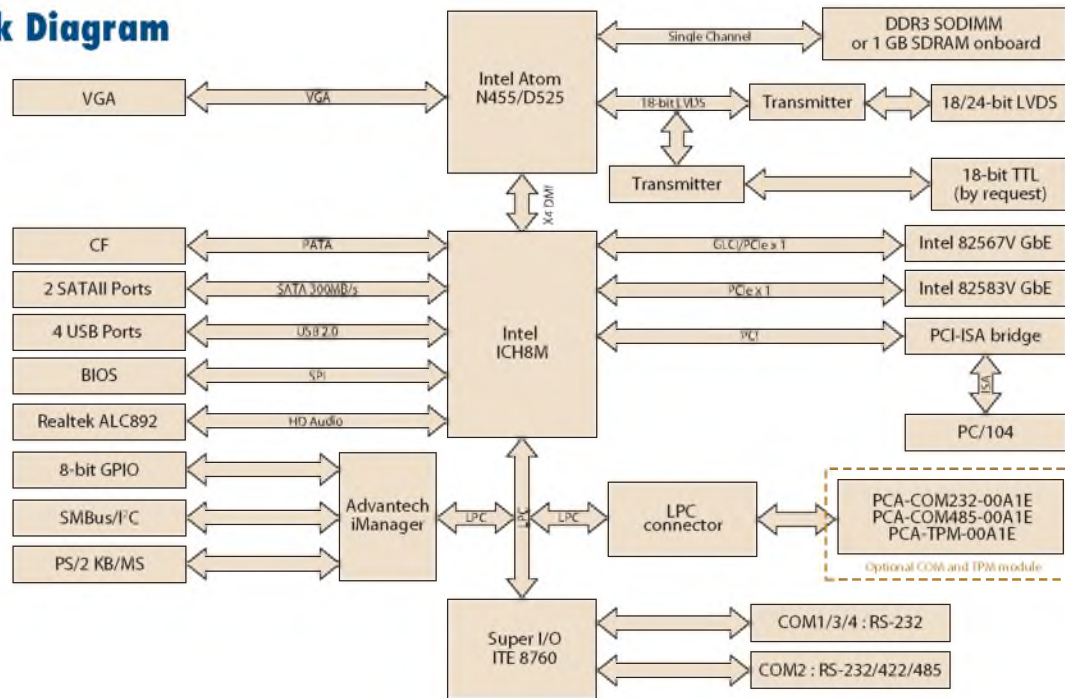 k Diagram
DDR3 SODIMM
or 1 GB SDRAM onboard
Single Channel
Intel Atom
N455/D525
VGA
VGA
18-bit LVDS
Transmitter
18/24-bit LVDS
Transmitter
18-bit TTL
(by request)
X4 DMI
CF
PATA
GLCI/PCIe x 1
Intel 82567V GbE
2 SATAII Ports
SATA 300MB/s
PCIe x 1
Intel 82583V GbE
4 USB Ports
USB 2.0
Intel
ICH8M
PCI
PCI-ISA bridge
BIOS
SPI
ISA
Realtek ALC892
HD Audio
PC/104
8-bit GPIO
SMBus/I²C
PS/2 KB/MS
Advantech
iManager
LPC
LPC
LPC
LPC
connector
PCA-COM232-00A1E
PCA-COM485-00A1E
PCA-TPM-00A1E
Optional COM and TPM module
Super I/O
ITE 8760
COM1/3/4 : RS-232
COM2 : RS-232/422/485